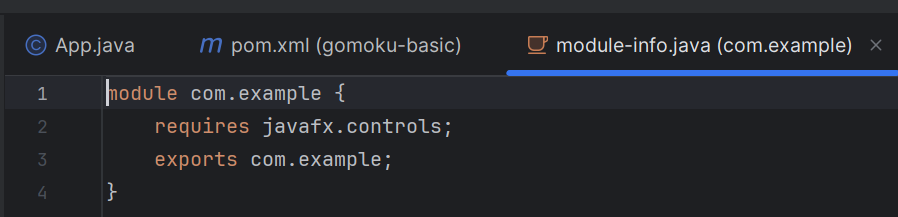 App.java m pom.xml (gomoku-basic) module-info.java (com.example)
1 module com.example {
2 requires javafx.controls;
3 exports com.example;
4 }